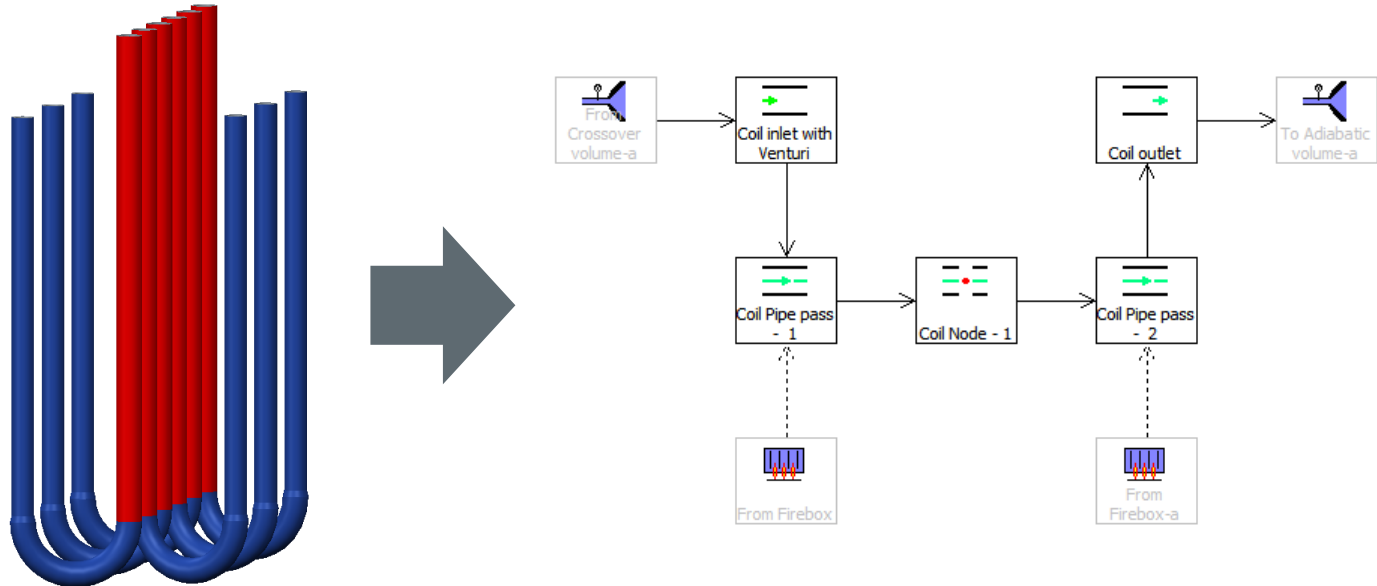 From
Crossover
volume-a
Coil inlet with
Venturi
Coil outlet
To Adiabatic
volume-a
Coil Pipe pass
- 1
Coil Node - 1
Coil Pipe pass
- 2
From Firebox
From
Firebox-a